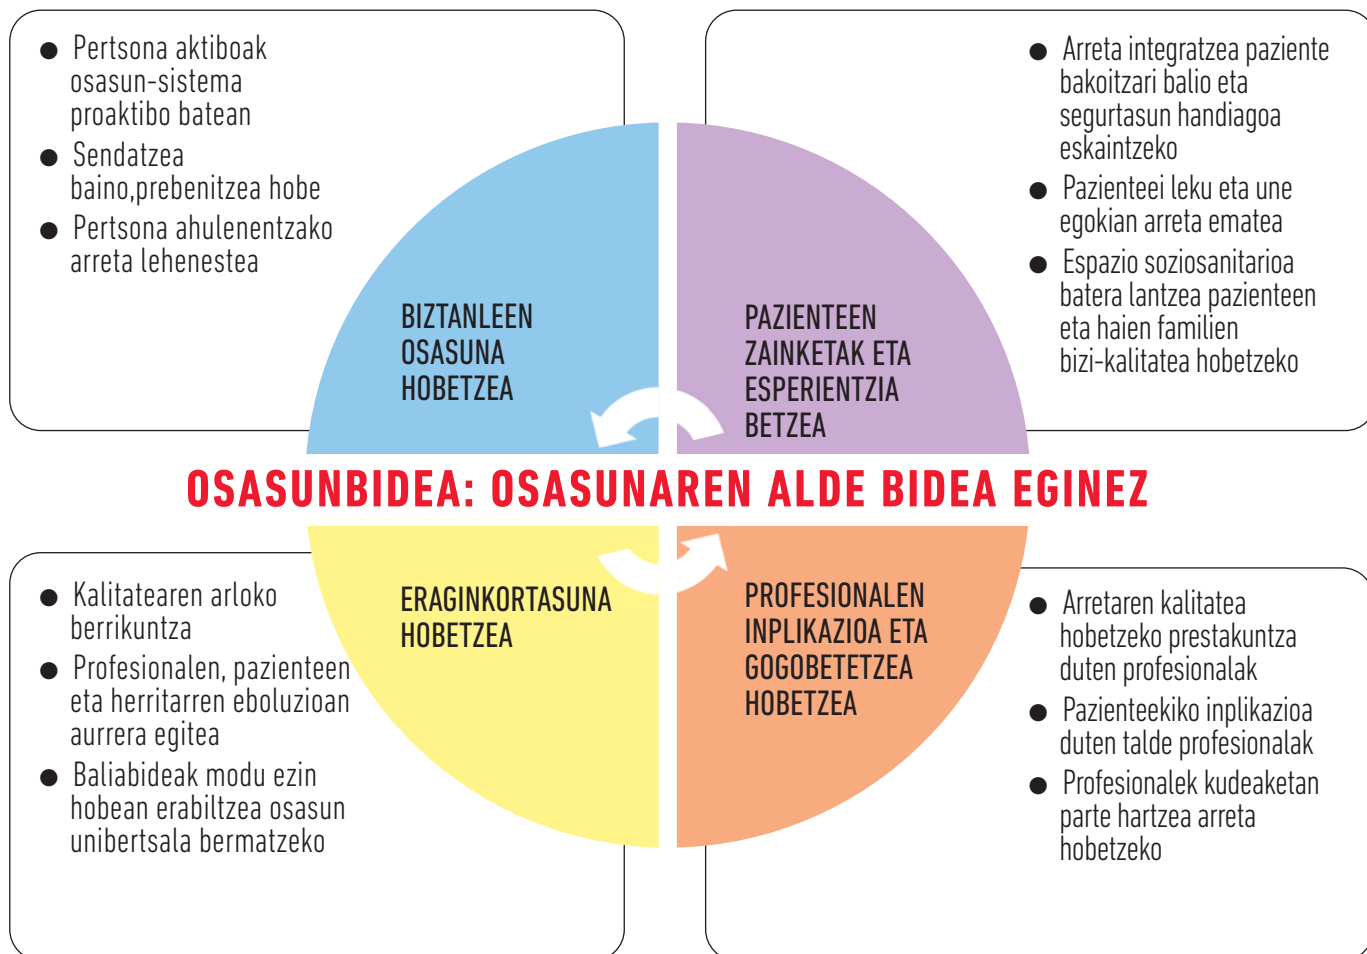 ● Pertsona aktiboak
osasun-sistema
proaktibo batean
● Sendatzea
baino,prebenitzea hobe
● Pertsona ahulenentzako
arreta lehenestea
BIZTANLEEN
OSASUNA
HOBETZEA
● Arreta integratzea paziente
bakoitzari balio eta
segurtasun handiagoa
eskaintzeko
● Pazienteei leku eta une
egokian arreta ematea
● Espazio soziosanitarioa
batera lantzea pazienteen
eta haien familien
bizi-kalitatea hobetzeko
PAZIENTEEN
ZAINKETAK ETA
ESPERIENTZIA
BETZEA
OSASUNBIDEA: OSASUNAREN ALDE BIDEA EGINEZ
● Kalitatearen arloko
berrikuntza
● Profesionalen, pazienteen
eta herritarren eboluzioan
aurrera egitea
● Baliabideak modu ezin
hobean erabiltzea osasun
unibertsala bermatzeko
ERAGINKORTASUNA
HOBETZEA
PROFESIONALEN
INPLIKAZIOA ETA
GOGOBETETZEA
HOBETZEA
● Arretaren kalitatea
hobetzeko prestakuntza
duten profesionalak
● Pazienteekiko inplikazioa
duten talde profesionalak
● Profesionalek kudeaketan
parte hartzea arreta
hobetzeko